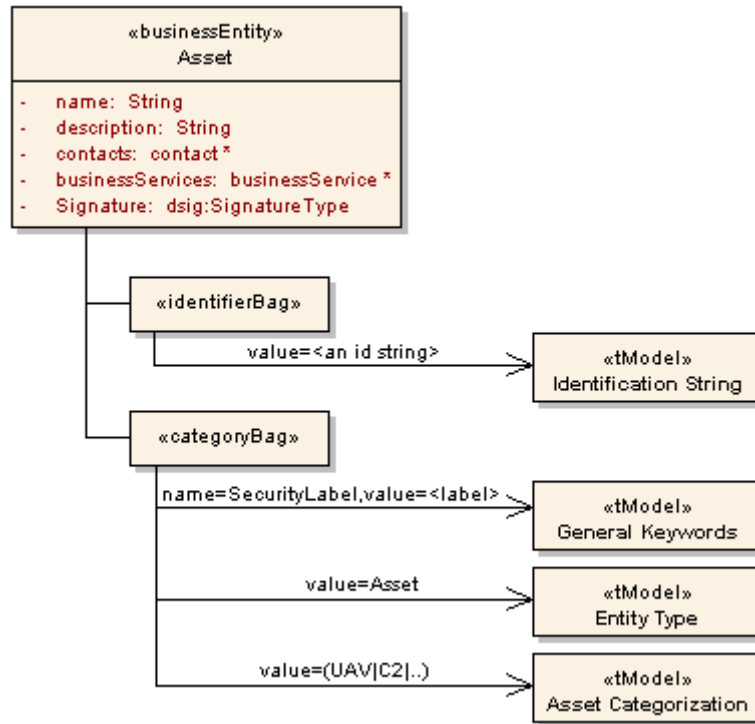 «businessEntity»
Asset
- name: String
- description: String
- contacts: contact*
- businessServices: businessService*
- Signature: dsig:SignatureType
«identifierBag»
value=<an id string>
«tModel»
Identification String
«categoryBag»
name=SecurityLabel,value=<label>
«tModel»
General Keywords
value=Asset
«tModel»
Entity Type
value=(UAV|C2|..)
«tModel»
Asset Categorization